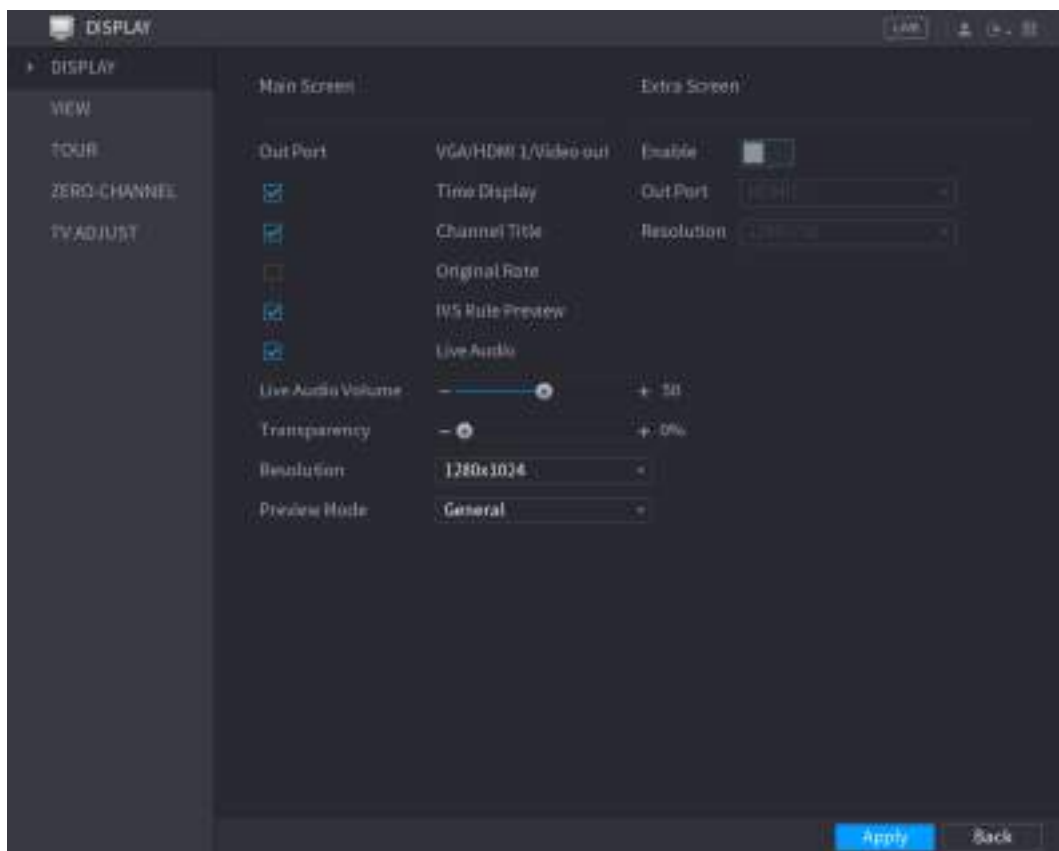 DISPLAY
LIVE
DISPLAY
VIEW
TOUR
ZERO-CHANNEL
TV ADJUST
Main Screen
Extra Screen
Out Port
VGA/HDMI 1/Video out
Enable
Time Display
Out Port
Channel Title
Resolution
Original Rate
IVS Rule Preview
Live Audio
Live Audio Volume
− + 50
Transparency
− + 0%
Resolution
1280x1024
Preview Mode
General
Apply
Back